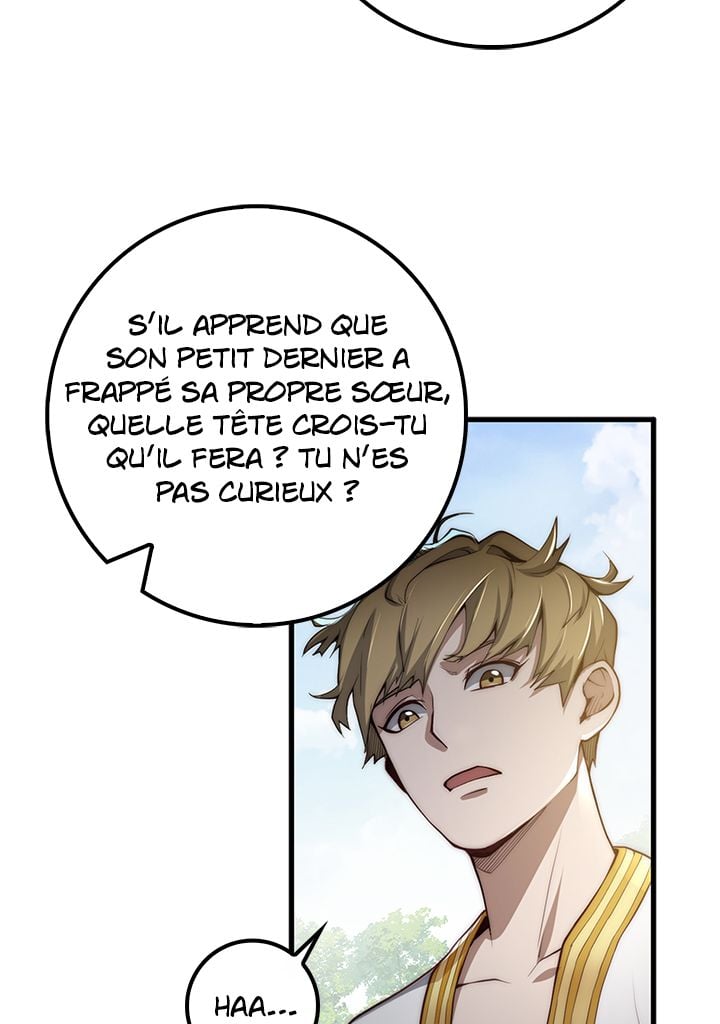 S'IL APPREND QUE
SON PETIT DERNIER A
FRAPPÉ SA PROPRE SŒUR,
QUELLE TÊTE CROIS-TU
QU'IL FERA ? TU N'ES
PAS CURIEUX ?
HAA...